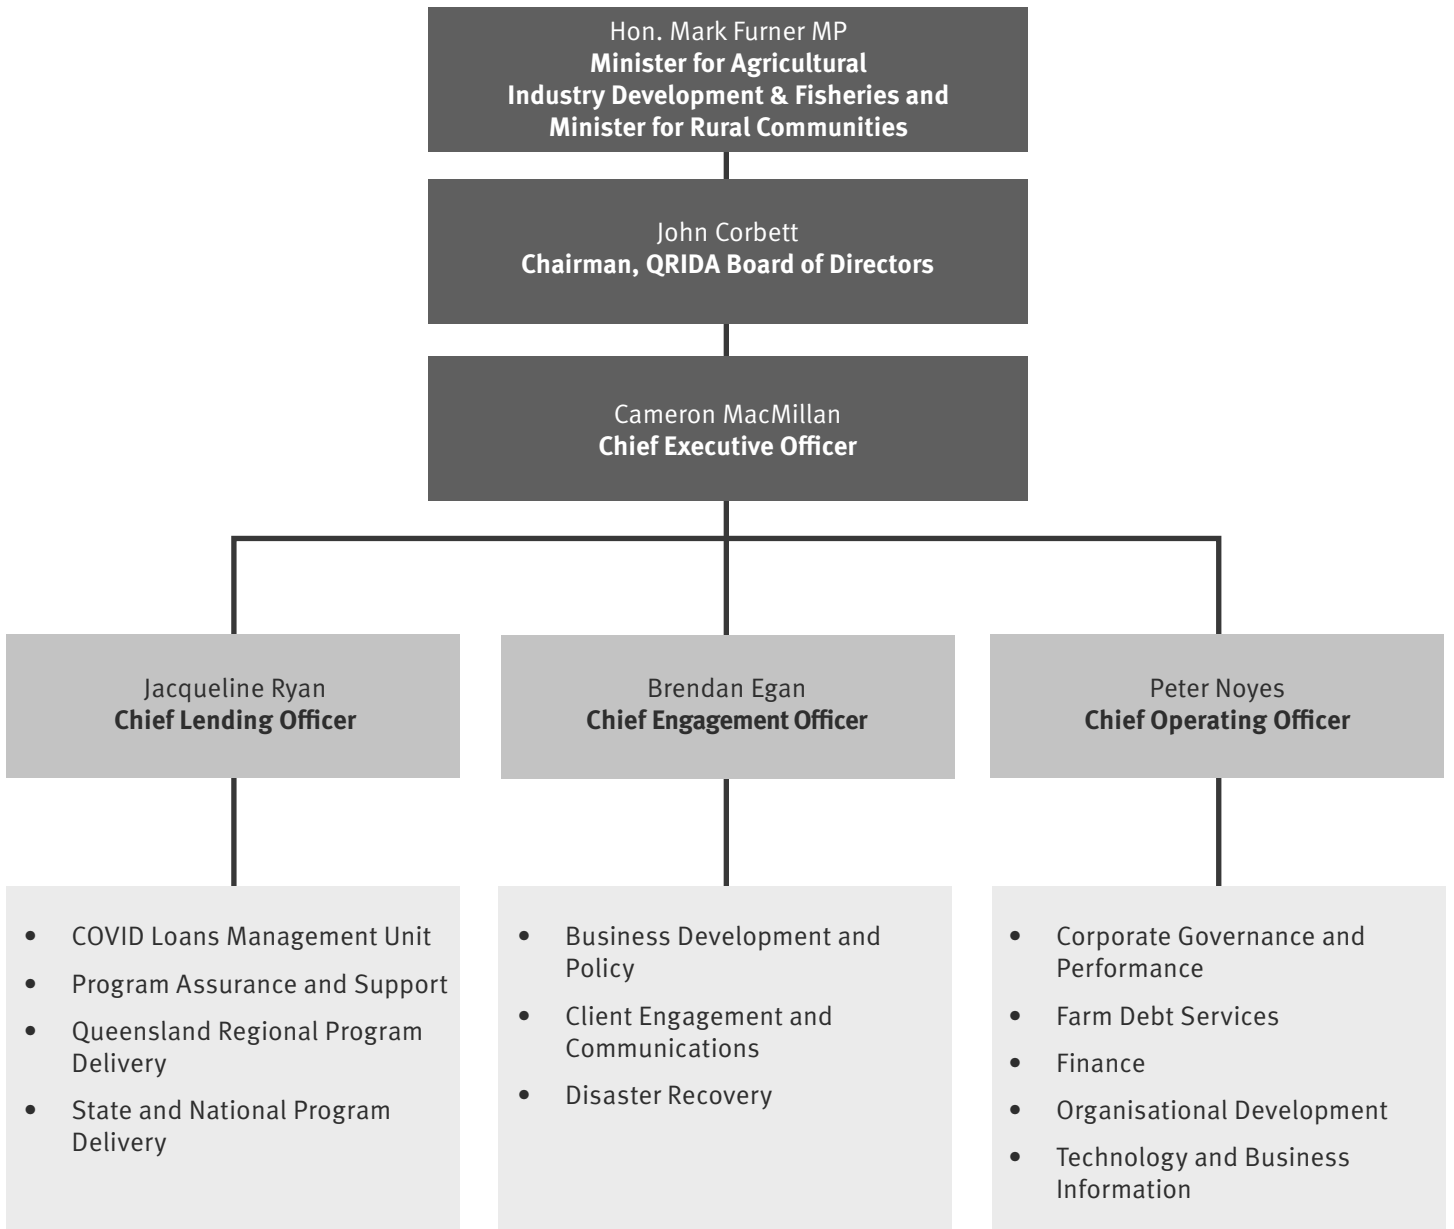 Hon. Mark Furner MP
Minister for Agricultural
Industry Development & Fisheries and
Minister for Rural Communities
John Corbett
Chairman, QRIDA Board of Directors
Cameron MacMillan
Chief Executive Officer
Jacqueline Ryan
Chief Lending Officer
Brendan Egan
Chief Engagement Officer
Peter Noyes
Chief Operating Officer
• COVID Loans Management Unit
• Program Assurance and Support
• Queensland Regional Program
Delivery
• State and National Program
Delivery
• Business Development and
Policy
• Client Engagement and
Communications
• Disaster Recovery
• Corporate Governance and
Performance
• Farm Debt Services
• Finance
• Organisational Development
• Technology and Business
Information